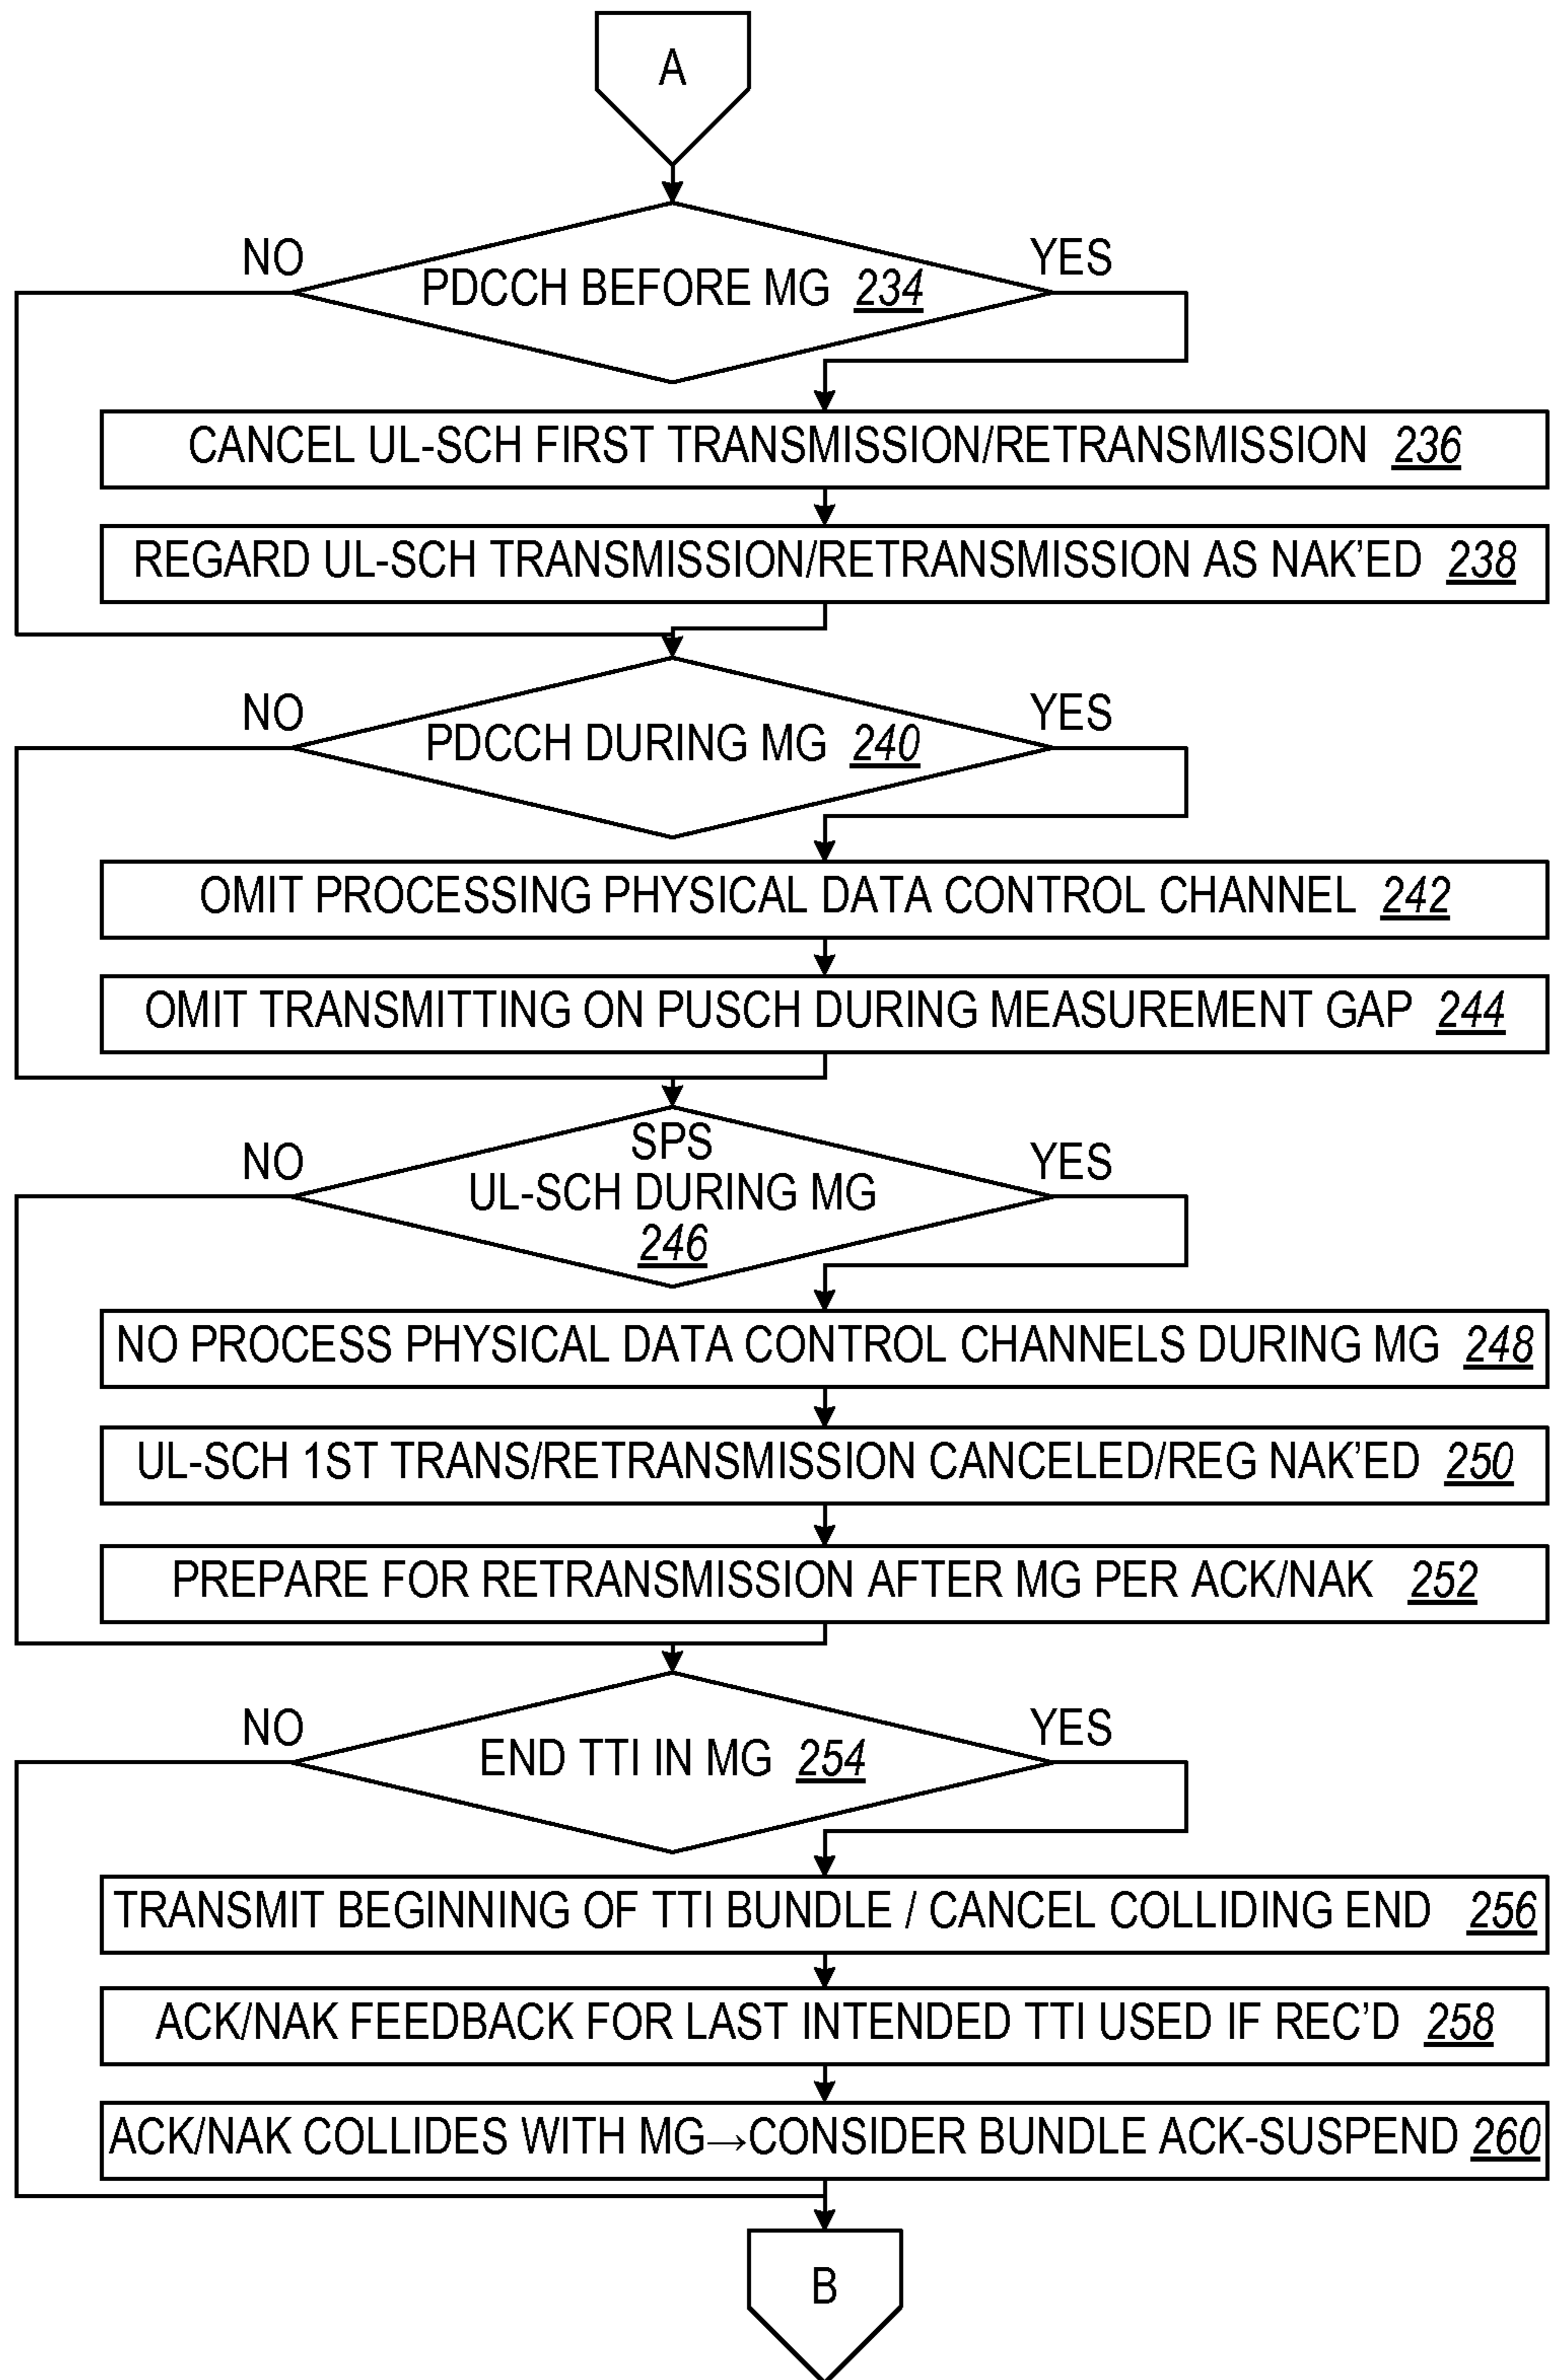 A
NO
YES
PDCCH BEFORE MG 234
CANCEL UL-SCH FIRST TRANSMISSION/RETRANSMISSION 236
REGARD UL-SCH TRANSMISSION/RETRANSMISSION AS NAK'ED 238
NO
YES
PDCCH DURING MG 240
OMIT PROCESSING PHYSICAL DATA CONTROL CHANNEL 242
OMIT TRANSMITTING ON PUSCH DURING MEASUREMENT GAP 244
NO
YES
SPS
UL-SCH DURING MG
246
NO PROCESS PHYSICAL DATA CONTROL CHANNELS DURING MG 248
UL-SCH 1ST TRANS/RETRANSMISSION CANCELED/REG NAK'ED 250
PREPARE FOR RETRANSMISSION AFTER MG PER ACK/NAK 252
NO
YES
END TTI IN MG 254
TRANSMIT BEGINNING OF TTI BUNDLE / CANCEL COLLIDING END 256
ACK/NAK FEEDBACK FOR LAST INTENDED TTI USED IF REC'D 258
ACK/NAK COLLIDES WITH MG→CONSIDER BUNDLE ACK-SUSPEND 260
B